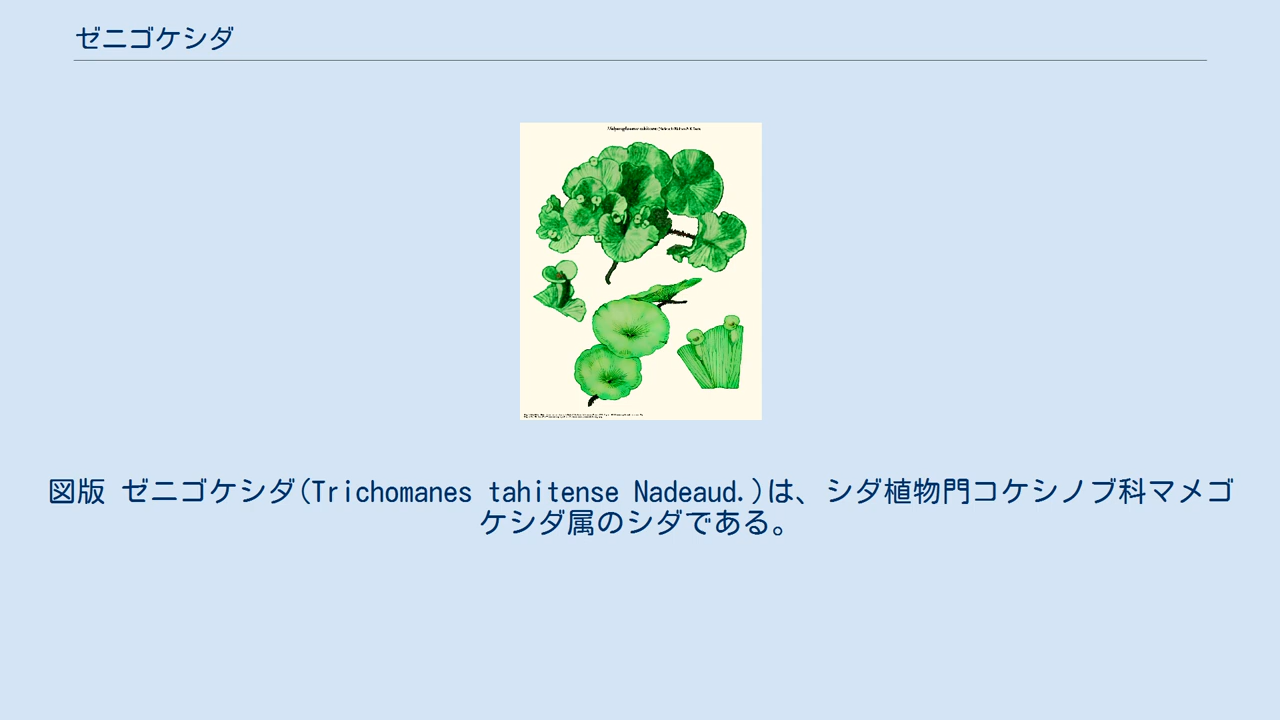 ゼニゴケシダ
図版 ゼニゴケシダ(Trichomanes tahitense Nadeaud.)は、シダ植物門コケシノブ科マメゴ
ケシダ属のシダである。